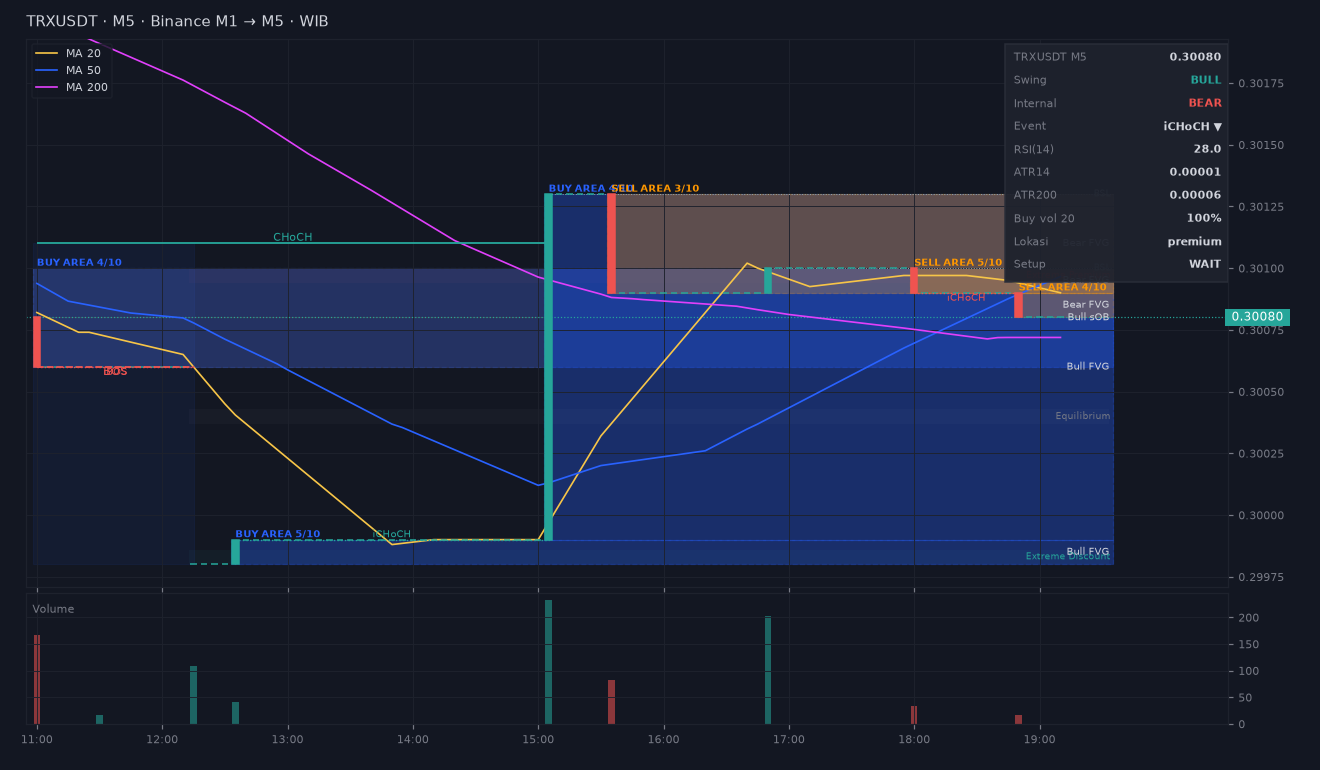 TRXUSDT · M5 · Binance M1 → M5 · WIB
MA 20
MA 50
MA 200
TRXUSDT M5 0.30080
Swing BULL
Internal BEAR
Event iCHoCH ▼
RSI(14) 28.0
ATR14 0.00001
ATR200 0.00006
Buy vol 20 100%
Lokasi premium
Setup WAIT
0.30175
0.30150
0.30125
0.30100
0.30080
0.30075
0.30050
0.30025
0.30000
0.29975
BUY AREA
SELL AREA 3/10
CHoCH
BUY AREA 4/10
SELL AREA 5/10
SELL AREA 4/10
iCHoCH
Bear FVG
Bull sOB
Bull FVG
BOS
Equilibrium
BUY AREA 5/10
iCHoCH
Bull FVG
Extreme Discount
Volume
200
150
100
50
0
11:00 12:00 13:00 14:00 15:00 16:00 17:00 18:00 19:00